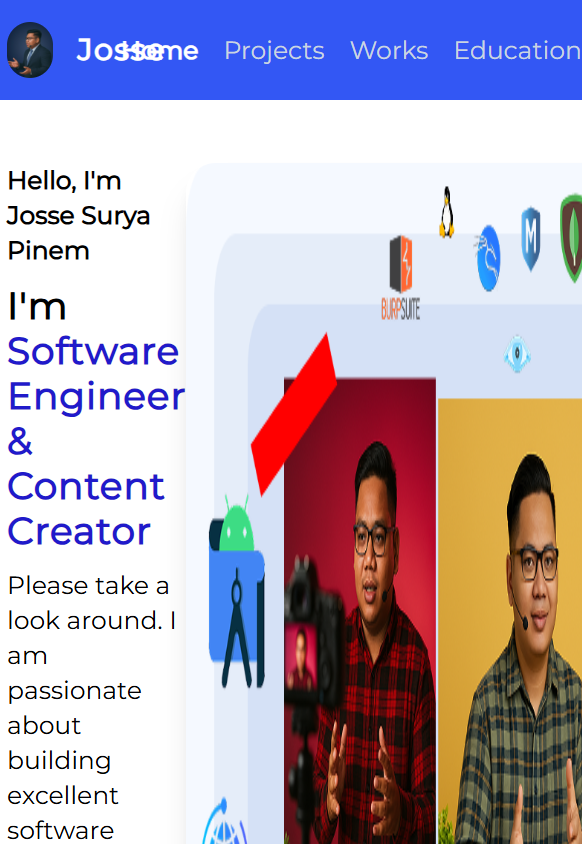 Josse Home Projects Works Education
Hello, I'm
Josse Surya
Pinem
I'm
Software
Engineer
&
Content
Creator
Please take a
look around. I
am
passionate
about
building
excellent
software
BURPSUITE
M